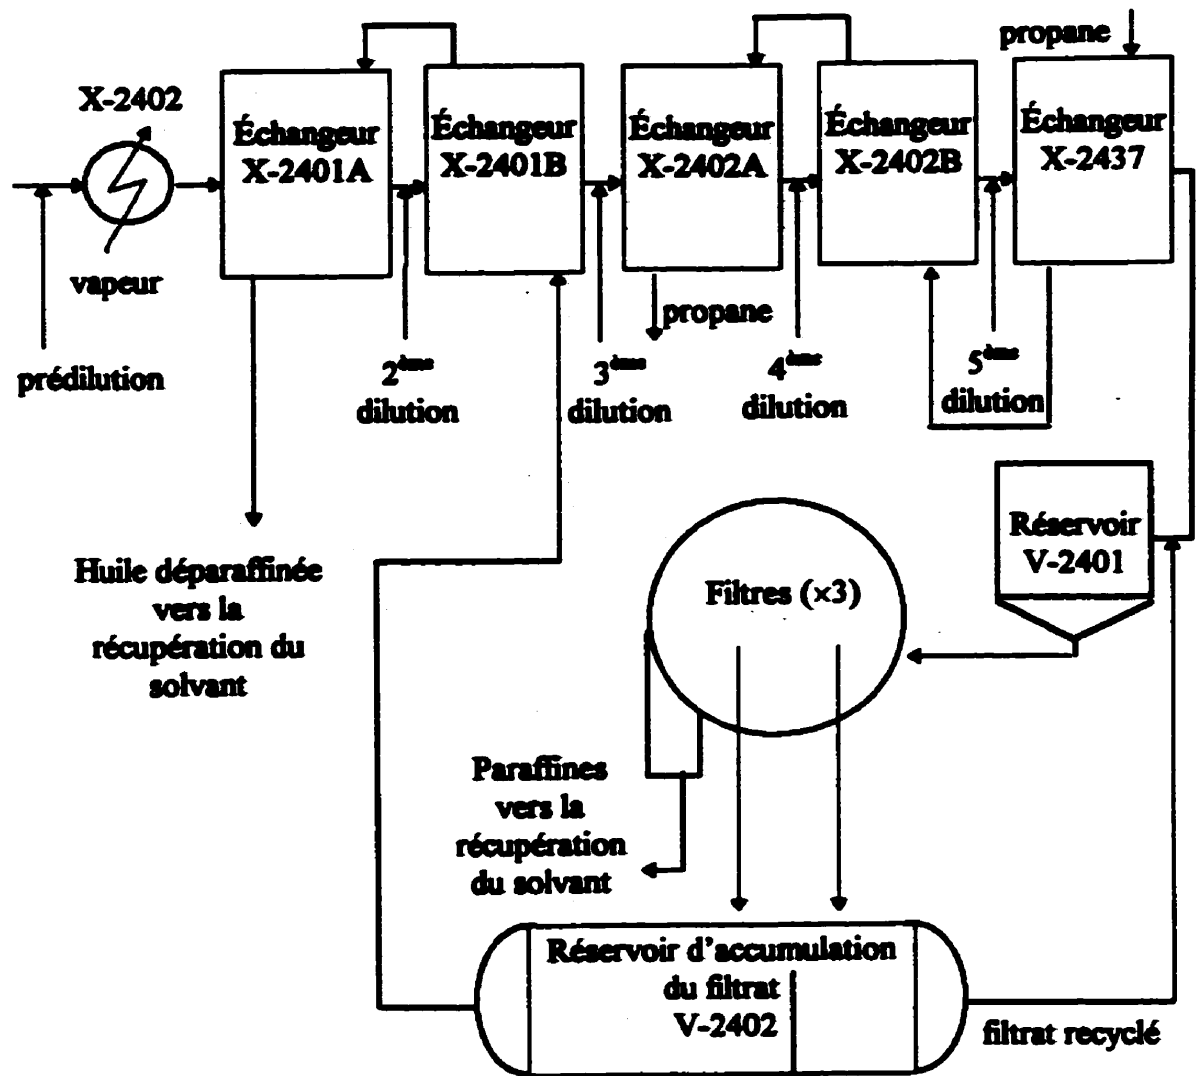 propane
X-2402
Échangeur
X-2401A
Échangeur
X-2401B
Échangeur
X-2402A
Échangeur
X-2402B
Échangeur
X-2437
vapeur
prédilution
2ème
dilution
3ème
dilution
propane
4ème
dilution
5ème
dilution
Huile déparaffinée
vers la
récupération du
solvant
Filtres (×3)
Réservoir
V-2401
Paraffines
vers la
récupération
du solvant
Réservoir d'accumulation
du filtrat
V-2402
filtrat recyclé